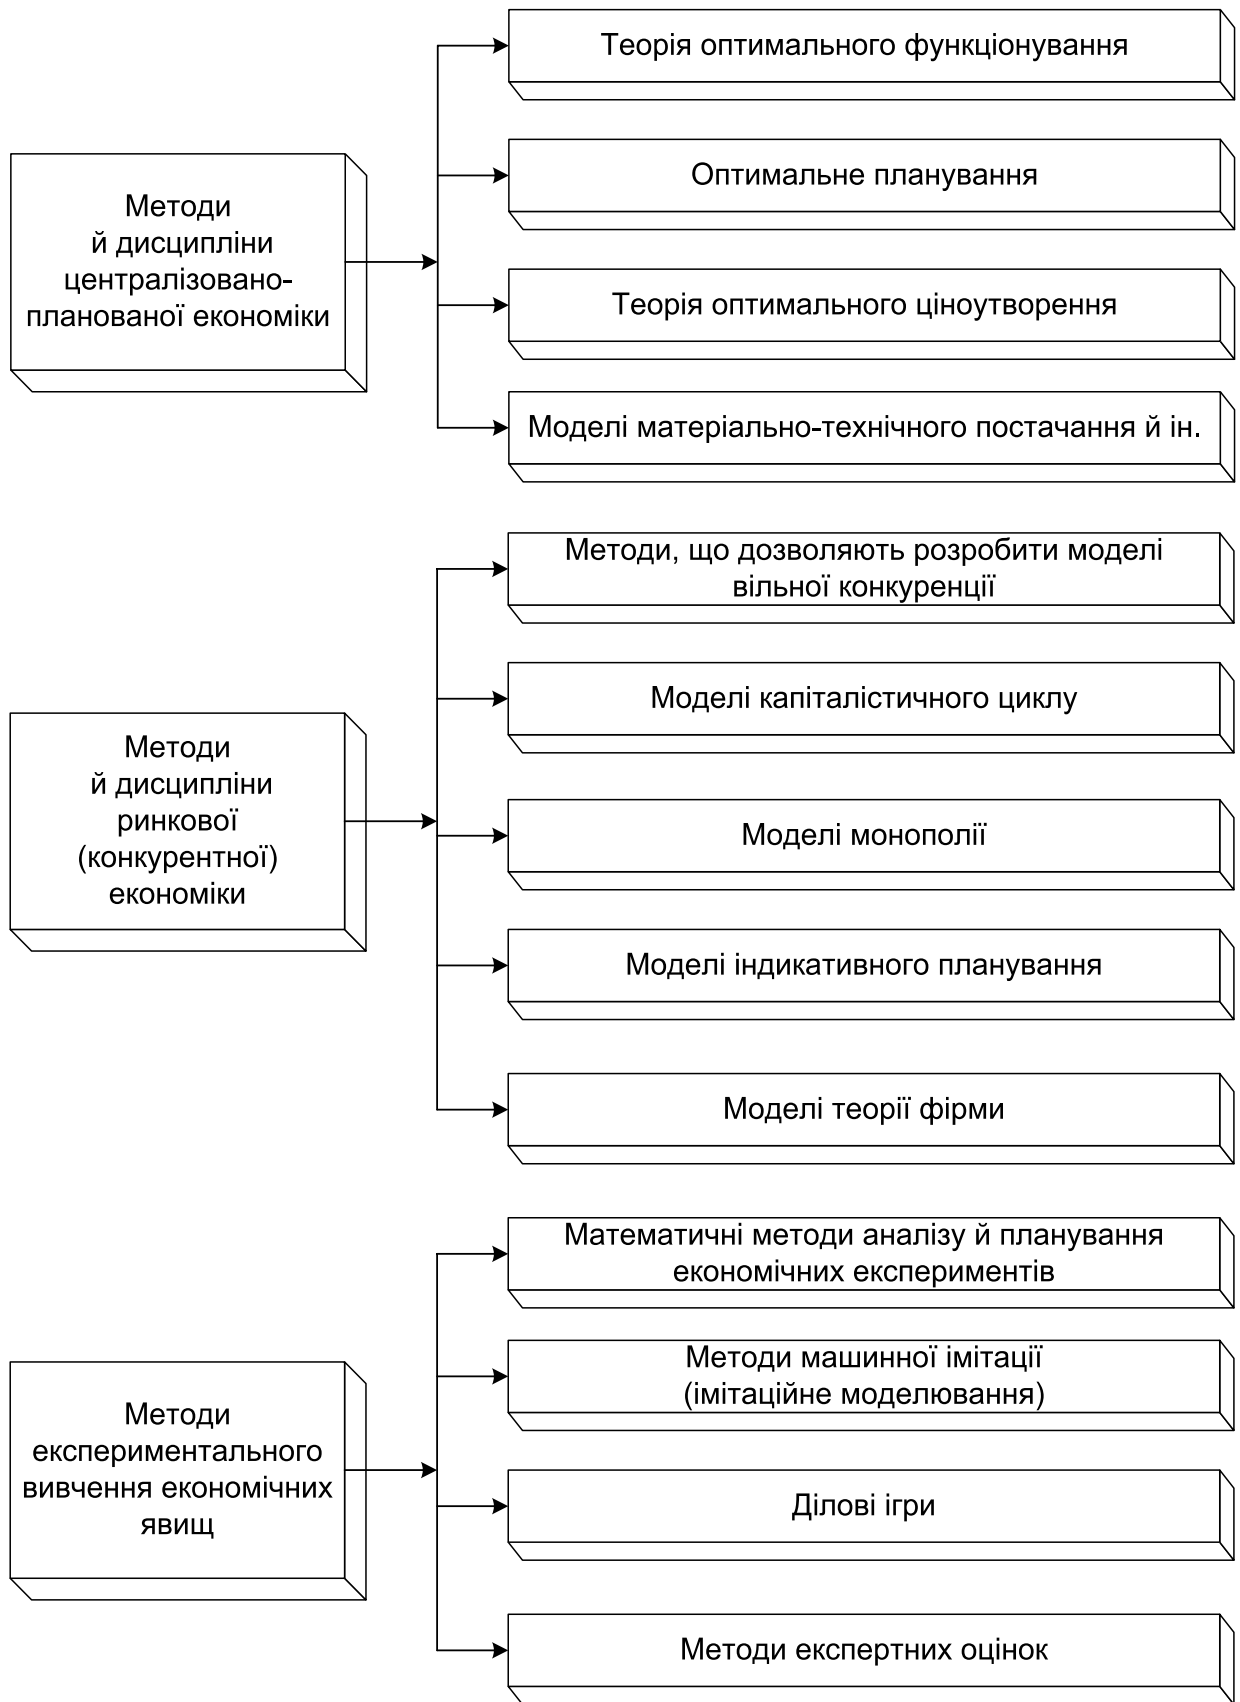 Методи
й дисципліни
централізовано-
планованої економіки
Теорія оптимального функціонування
Оптимальне планування
Теорія оптимального ціноутворення
Моделі матеріально-технічного постачання й ін.
Методи
й дисципліни
ринкової
(конкурентної)
економіки
Методи, що дозволяють розробити моделі
вільної конкуренції
Моделі капіталістичного циклу
Моделі монополії
Моделі індикативного планування
Моделі теорії фірми
Методи
експериментального
вивчення економічних
явищ
Математичні методи аналізу й планування
економічних експериментів
Методи машинної імітації
(імітаційне моделювання)
Ділові ігри
Методи експертних оцінок